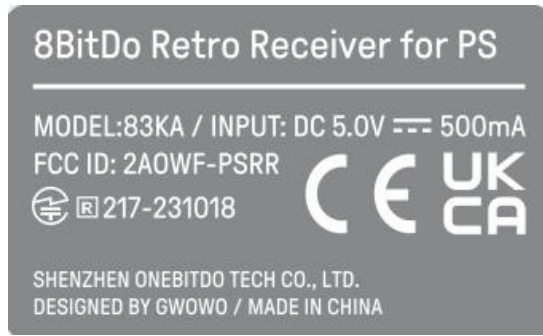 8BitDo Retro Receiver for PS
MODEL:83KA / INPUT: DC 5.0V ⎓ 500mA
FCC ID: 2AOWF-PSRR
R 217-231018
CE UK CA
SHENZHEN ONEBITDO TECH CO., LTD.
DESIGNED BY GWOWO / MADE IN CHINA